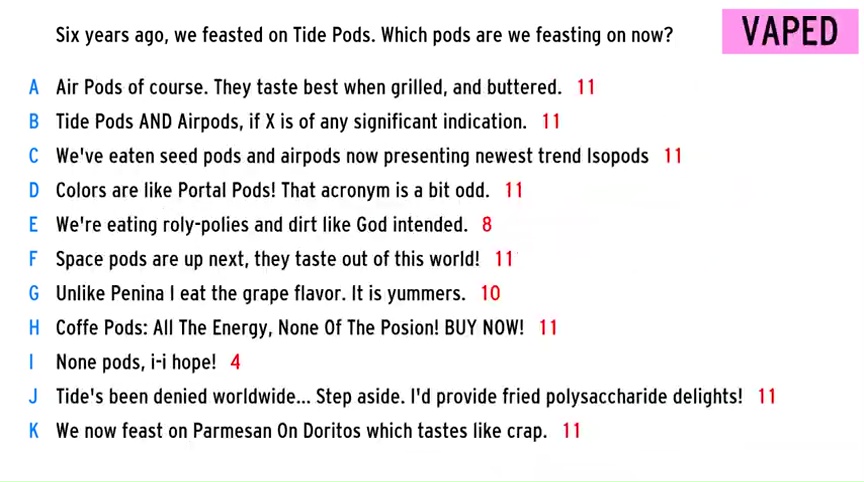 Six years ago, we feasted on Tide Pods. Which pods are we feasting on now?
VAPED
A Air Pods of course. They taste best when grilled, and buttered. 11
B Tide Pods AND Airpods, if X is of any significant indication. 11
C We've eaten seed pods and airpods now presenting newest trend Isopods 11
D Colors are like Portal Pods! That acronym is a bit odd. 11
E We're eating roly-polies and dirt like God intended. 8
F Space pods are up next, they taste out of this world! 11
G Unlike Penina I eat the grape flavor. It is yummers. 10
H Coffe Pods: All The Energy, None Of The Posion! BUY NOW! 11
I None pods, i-i hope! 4
J Tide's been denied worldwide... Step aside. I'd provide fried polysaccharide delights! 11
K We now feast on Parmesan On Doritos which tastes like crap. 11